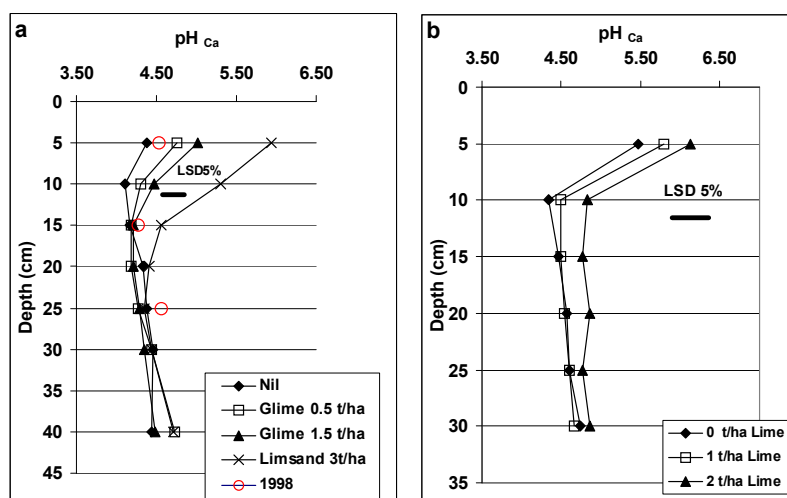 a
pH Ca
3.50 4.50 5.50 6.50
0
5
10
15
20
25
30
35
40
45
Depth (cm)
LSD5%
Nil
Glime 0.5 t/ha
Glime 1.5 t/ha
Limsand 3t/ha
1998
b
pH Ca
3.50 4.50 5.50 6.50
0
5
10
15
20
25
30
35
Depth (cm)
LSD 5%
0 t/ha Lime
1 t/ha Lime
2 t/ha Lime